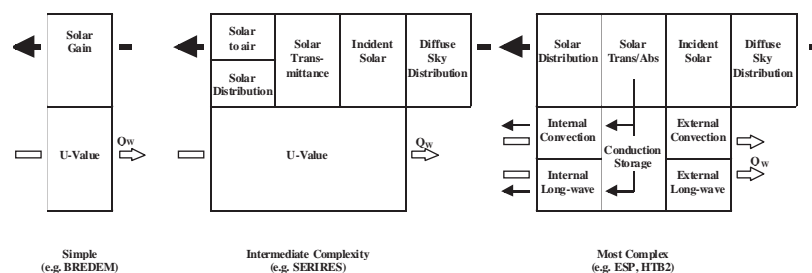 Solar
Gain
U-Value
Qw
Simple
(e.g. BREDEM)
Solar
to air
Solar
Distribution
Solar
Trans-
mittance
Incident
Solar
Diffuse
Sky
Distribution
U-Value
Qw
Intermediate Complexity
(e.g. SERIRES)
Solar
Distribution
Solar
Trans/Abs
Incident
Solar
Diffuse
Sky
Distribution
Internal
Convection
Conduction
Storage
External
Convection
Internal
Long-wave
External
Long-wave
Qw
Most Complex
(e.g. ESP, HTB2)